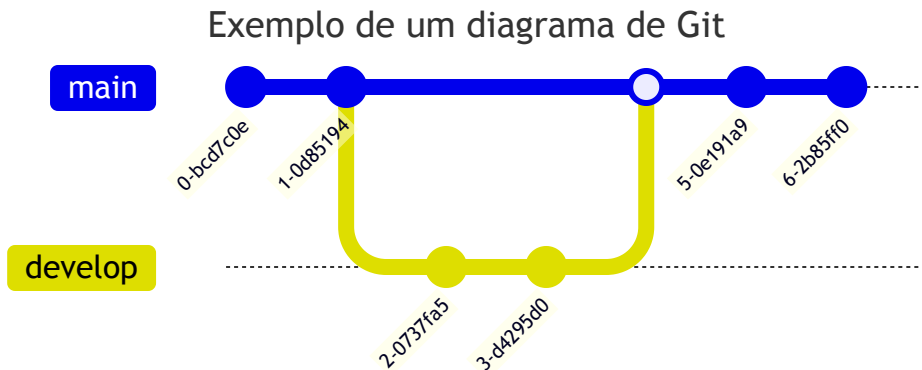 Exemplo de um diagrama de Git
main
0-bcd7c0e
1-0d85194
5-0e191a9
6-2b85ff0
develop
2-0737fa5
3-d4295d0